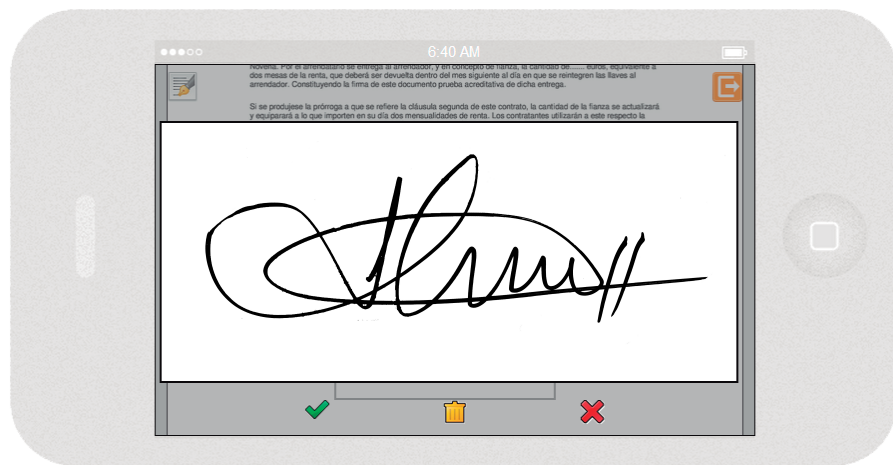 6:40 AM
Novena. Por el arrendatario se entrega al arrendador, y en concepto de fianza, la cantidad de...... euros, equivalente a
dos mesas de la renta, que deberá ser devuelta dentro del mes siguiente al día en que se reintegren las llaves al
arrendador. Constituyendo la firma de este documento prueba acreditativa de dicha entrega.
Si se produjese la prórroga a que se refiere la cláusula segunda de este contrato, la cantidad de la fianza se actualizará
y equiparará a lo que importen en su día dos mensualidades de renta. Los contratantes utilizarán a este respecto la